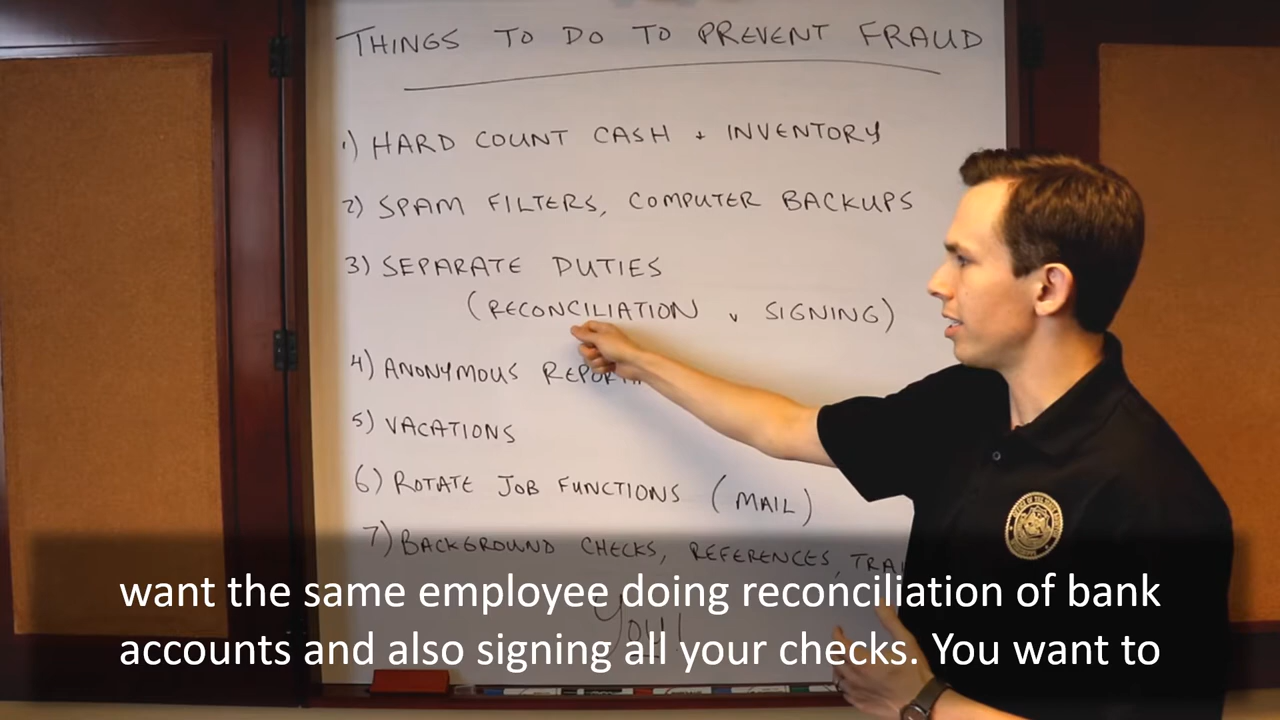 THINGS TO DO TO PREVENT FRAUD
1) HARD COUNT CASH + INVENTORY
2) SPAM FILTERS, COMPUTER BACKUPS
3) SEPARATE DUTIES
(RECONCILIATION v SIGNING)
4) ANONYMOUS
5) VACATIONS
6) ROTATE JOB FUNCTIONS (MAIL)
7) BACKGROUND CHECKS, REFERENCES,
YOU!!
want the same employee doing reconciliation of bank
accounts and also signing all your checks. You want to